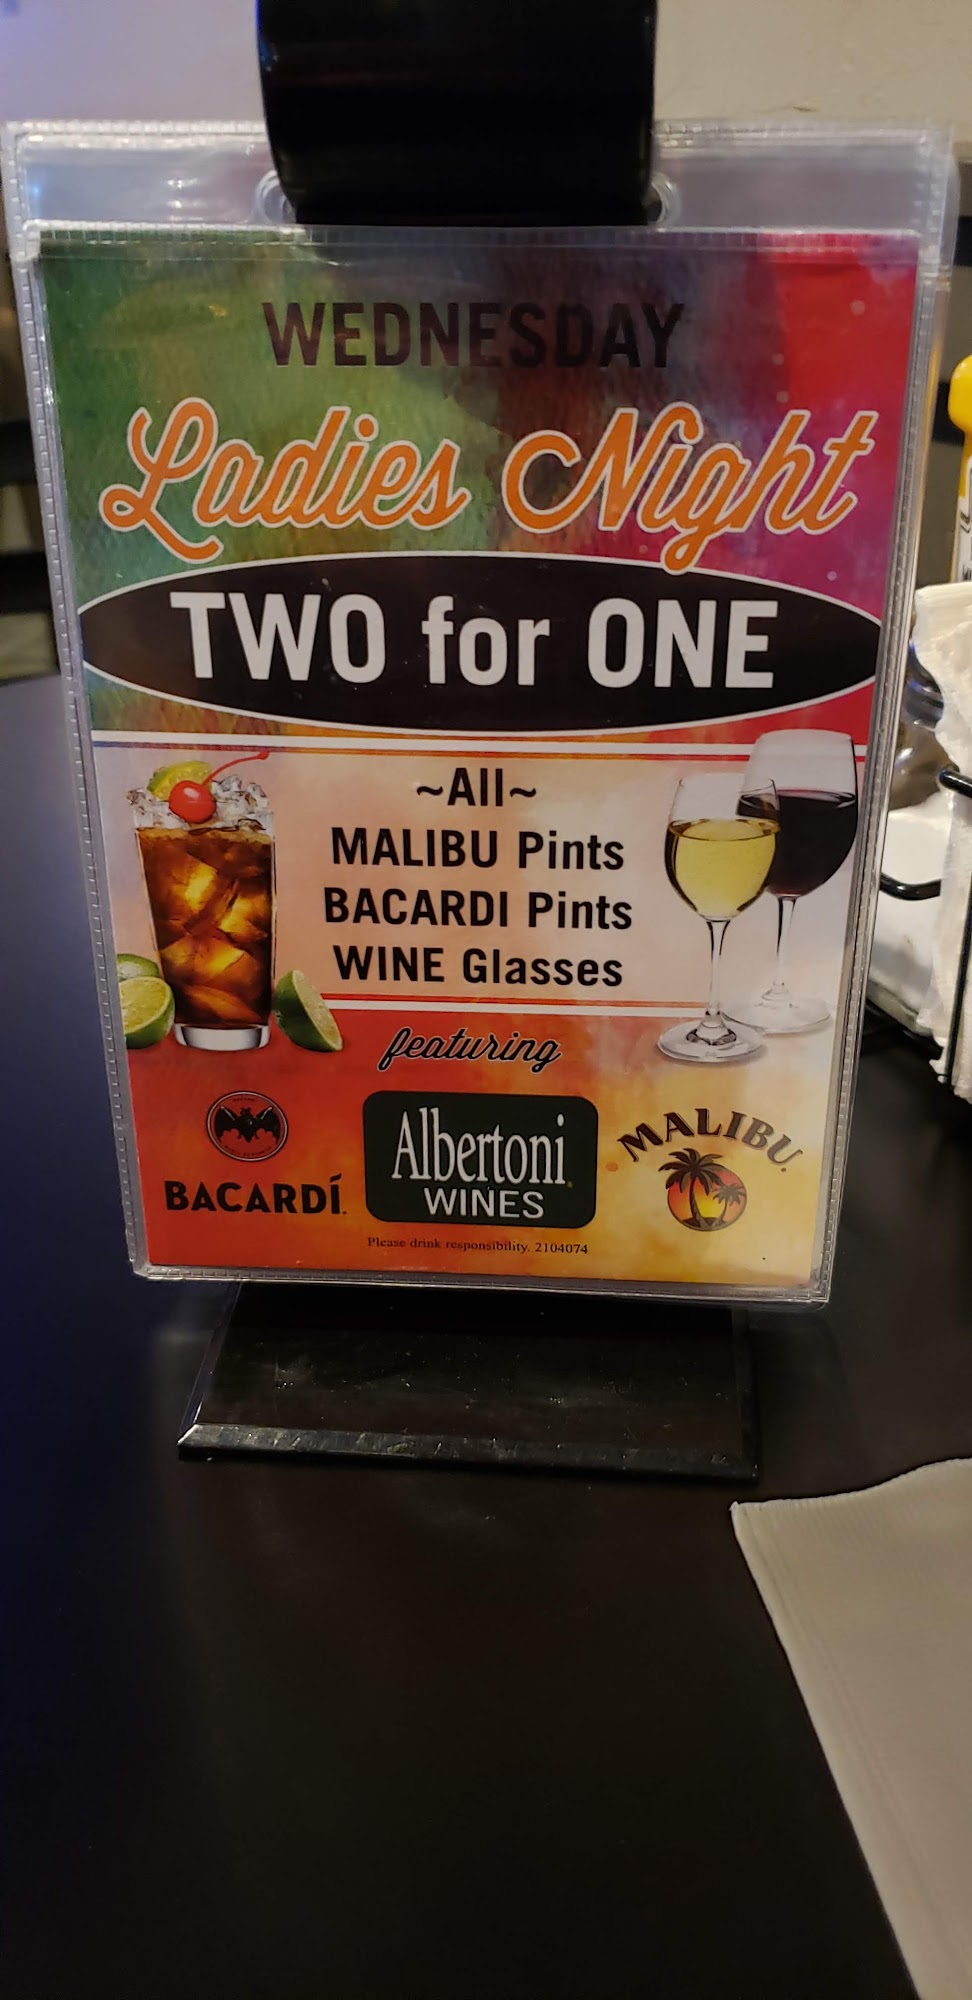 WEDNESDAY
Ladies Night
TWO for ONE
~All~
MALIBU Pints
BACARDI Pints
WINE Glasses
featuring
BACARDÍ.
Albertoni
WINES
MALIBU.
Please drink responsibility. 2104074